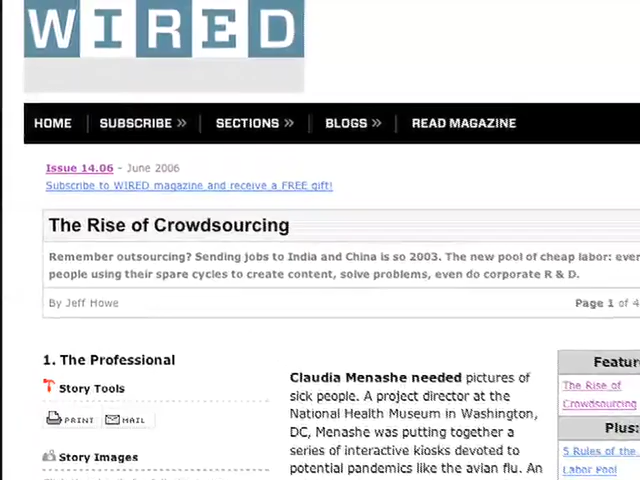 WIRED
HOME SUBSCRIBE » SECTIONS » BLOGS » READ MAGAZINE
Issue 14.06 - June 2006
Subscribe to WIRED magazine and receive a FREE gift!
The Rise of Crowdsourcing
Remember outsourcing? Sending jobs to India and China is so 2003. The new pool of cheap labor: ever
people using their spare cycles to create content, solve problems, even do corporate R & D.
By Jeff Howe
Page 1 of 4
1. The Professional
Story Tools
PRINT MAIL
Story Images
Claudia Menashe needed pictures of
sick people. A project director at the
National Health Museum in Washington,
DC, Menashe was putting together a
series of interactive kiosks devoted to
potential pandemics like the avian flu. An
Featur
The Rise of
Crowdsourcing
Plus:
5 Rules of the
Labor Pool